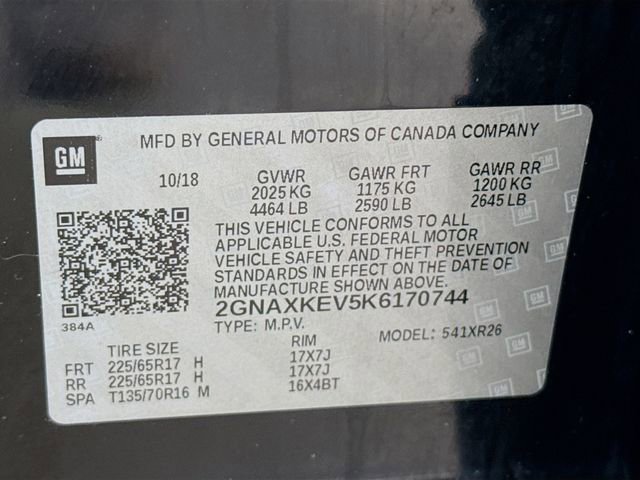 GM
MFD BY GENERAL MOTORS OF CANADA COMPANY
10/18 GVWR GAWR FRT GAWR RR
2025 KG 1175 KG 1200 KG
4464 LB 2590 LB 2645 LB
THIS VEHICLE CONFORMS TO ALL
APPLICABLE U.S. FEDERAL MOTOR
VEHICLE SAFETY AND THEFT PREVENTION
STANDARDS IN EFFECT ON THE DATE OF
MANUFACTURE SHOWN ABOVE.
2GNAXKEV5K6170744
384A
TYPE: M.P.V. MODEL: 541XR26
TIRE SIZE RIM
FRT 225/65R17 H 17X7J
RR 225/65R17 H 17X7J
SPA T135/70R16 M 16X4BT